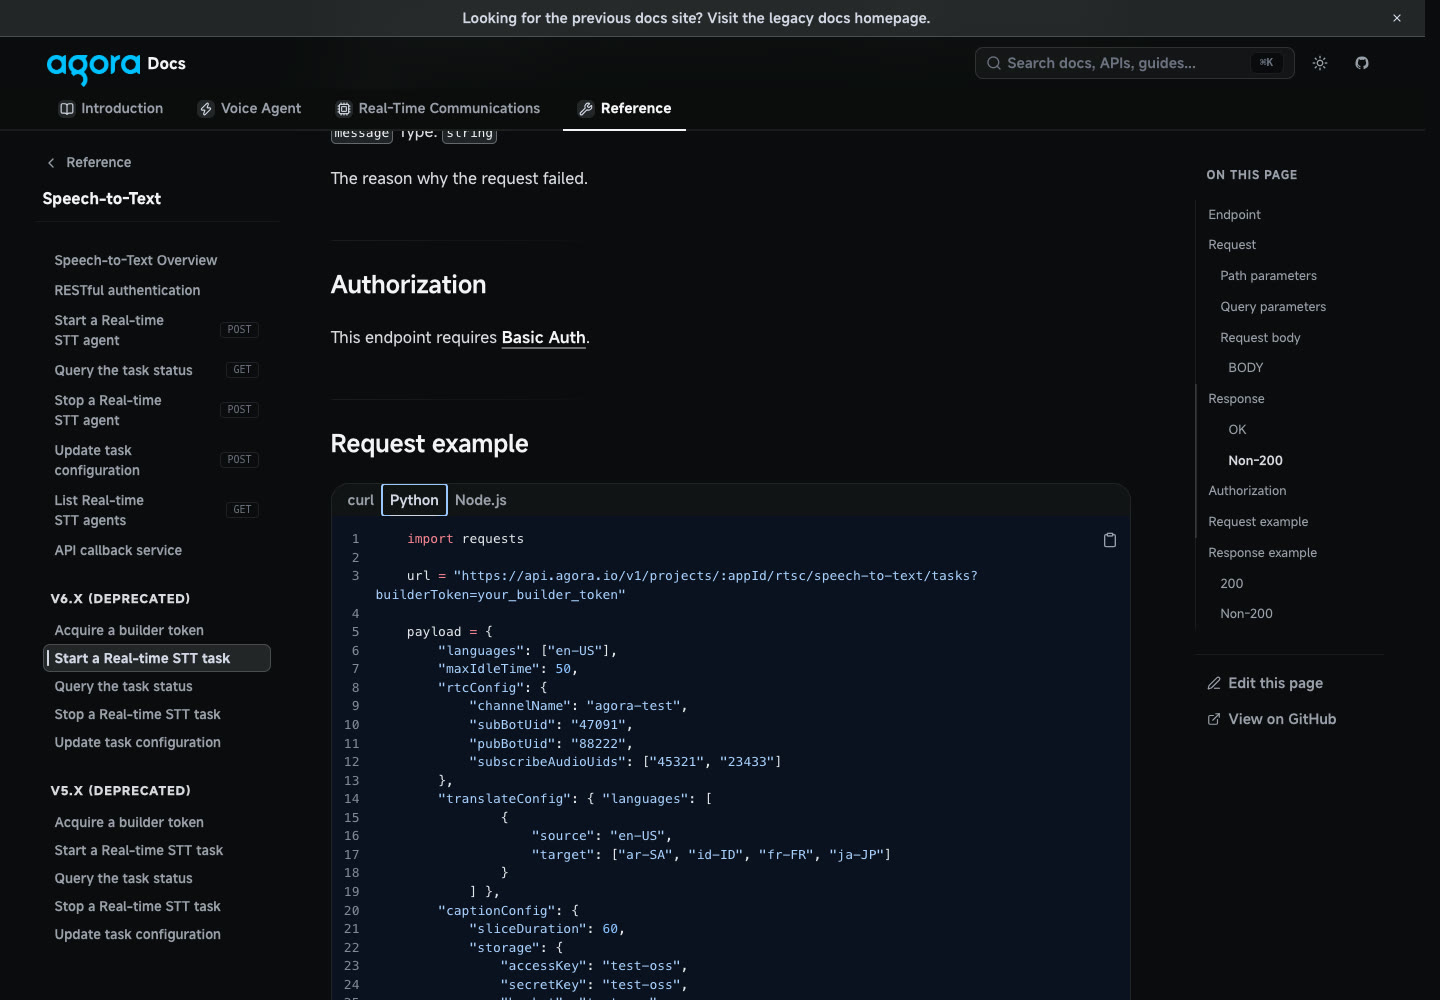 Looking for the previous docs site? Visit the legacy docs homepage.
agora Docs
Search docs, APIs, guides...
⌘K
Introduction
Voice Agent
Real-Time Communications
Reference
Reference
Speech-to-Text
Speech-to-Text Overview
RESTful authentication
Start a Real-time
STT agent
POST
Query the task status
GET
Stop a Real-time
STT agent
POST
Update task
configuration
POST
List Real-time
STT agents
GET
API callback service
V6.X (DEPRECATED)
Acquire a builder token
Start a Real-time STT task
Query the task status
Stop a Real-time STT task
Update task configuration
V5.X (DEPRECATED)
Acquire a builder token
Start a Real-time STT task
Query the task status
Stop a Real-time STT task
Update task configuration
message Type: string
The reason why the request failed.
Authorization
This endpoint requires Basic Auth.
Request example
curl Python Node.js
1 import requests
2
3 url = "https://api.agora.io/v1/projects/:appId/rtsc/speech-to-text/tasks?
builderToken=your_builder_token"
4
5 payload = {
6 "languages": ["en-US"],
7 "maxIdleTime": 50,
8 "rtcConfig": {
9 "channelName": "agora-test",
10 "subBotUid": "47091",
11 "pubBotUid": "88222",
12 "subscribeAudioUids": ["45321", "23433"]
13 },
14 "translateConfig": { "languages": [
15 {
16 "source": "en-US",
17 "target": ["ar-SA", "id-ID", "fr-FR", "ja-JP"]
18 }
19 ] },
20 "captionConfig": {
21 "sliceDuration": 60,
22 "storage": {
23 "accessKey": "test-oss",
24 "secretKey": "test-oss",
ON THIS PAGE
Endpoint
Request
Path parameters
Query parameters
Request body
BODY
Response
OK
Non-200
Authorization
Request example
Response example
200
Non-200
Edit this page
View on GitHub